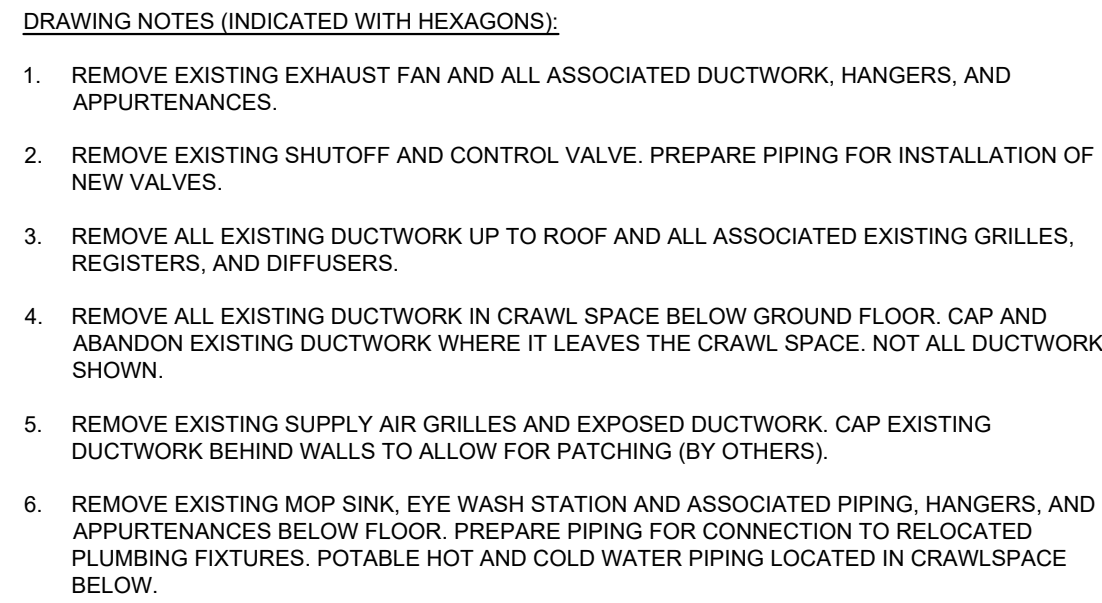 DRAWING NOTES (INDICATED WITH HEXAGONS):
1. REMOVE EXISTING EXHAUST FAN AND ALL ASSOCIATED DUCTWORK, HANGERS, AND
APPURTENANCES.
2. REMOVE EXISTING SHUTOFF AND CONTROL VALVE. PREPARE PIPING FOR INSTALLATION OF
NEW VALVES.
3. REMOVE ALL EXISTING DUCTWORK UP TO ROOF AND ALL ASSOCIATED EXISTING GRILLES,
REGISTERS, AND DIFFUSERS.
4. REMOVE ALL EXISTING DUCTWORK IN CRAWL SPACE BELOW GROUND FLOOR. CAP AND
ABANDON EXISTING DUCTWORK WHERE IT LEAVES THE CRAWL SPACE. NOT ALL DUCTWORK
SHOWN.
5. REMOVE EXISTING SUPPLY AIR GRILLES AND EXPOSED DUCTWORK. CAP EXISTING
DUCTWORK BEHIND WALLS TO ALLOW FOR PATCHING (BY OTHERS).
6. REMOVE EXISTING MOP SINK, EYE WASH STATION AND ASSOCIATED PIPING, HANGERS, AND
APPURTENANCES BELOW FLOOR. PREPARE PIPING FOR CONNECTION TO RELOCATED
PLUMBING FIXTURES. POTABLE HOT AND COLD WATER PIPING LOCATED IN CRAWLSPACE
BELOW.